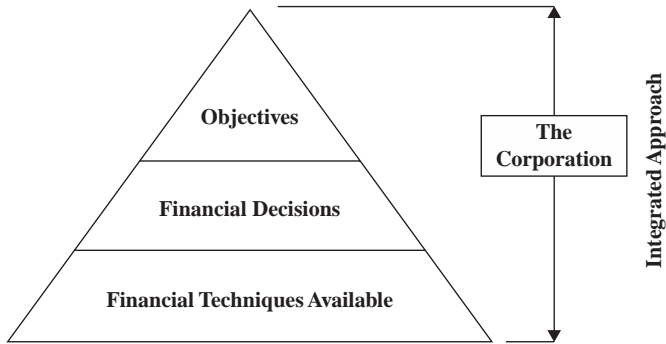 Objectives
Financial Decisions
Financial Techniques Available
The
Corporation
Integrated Approach